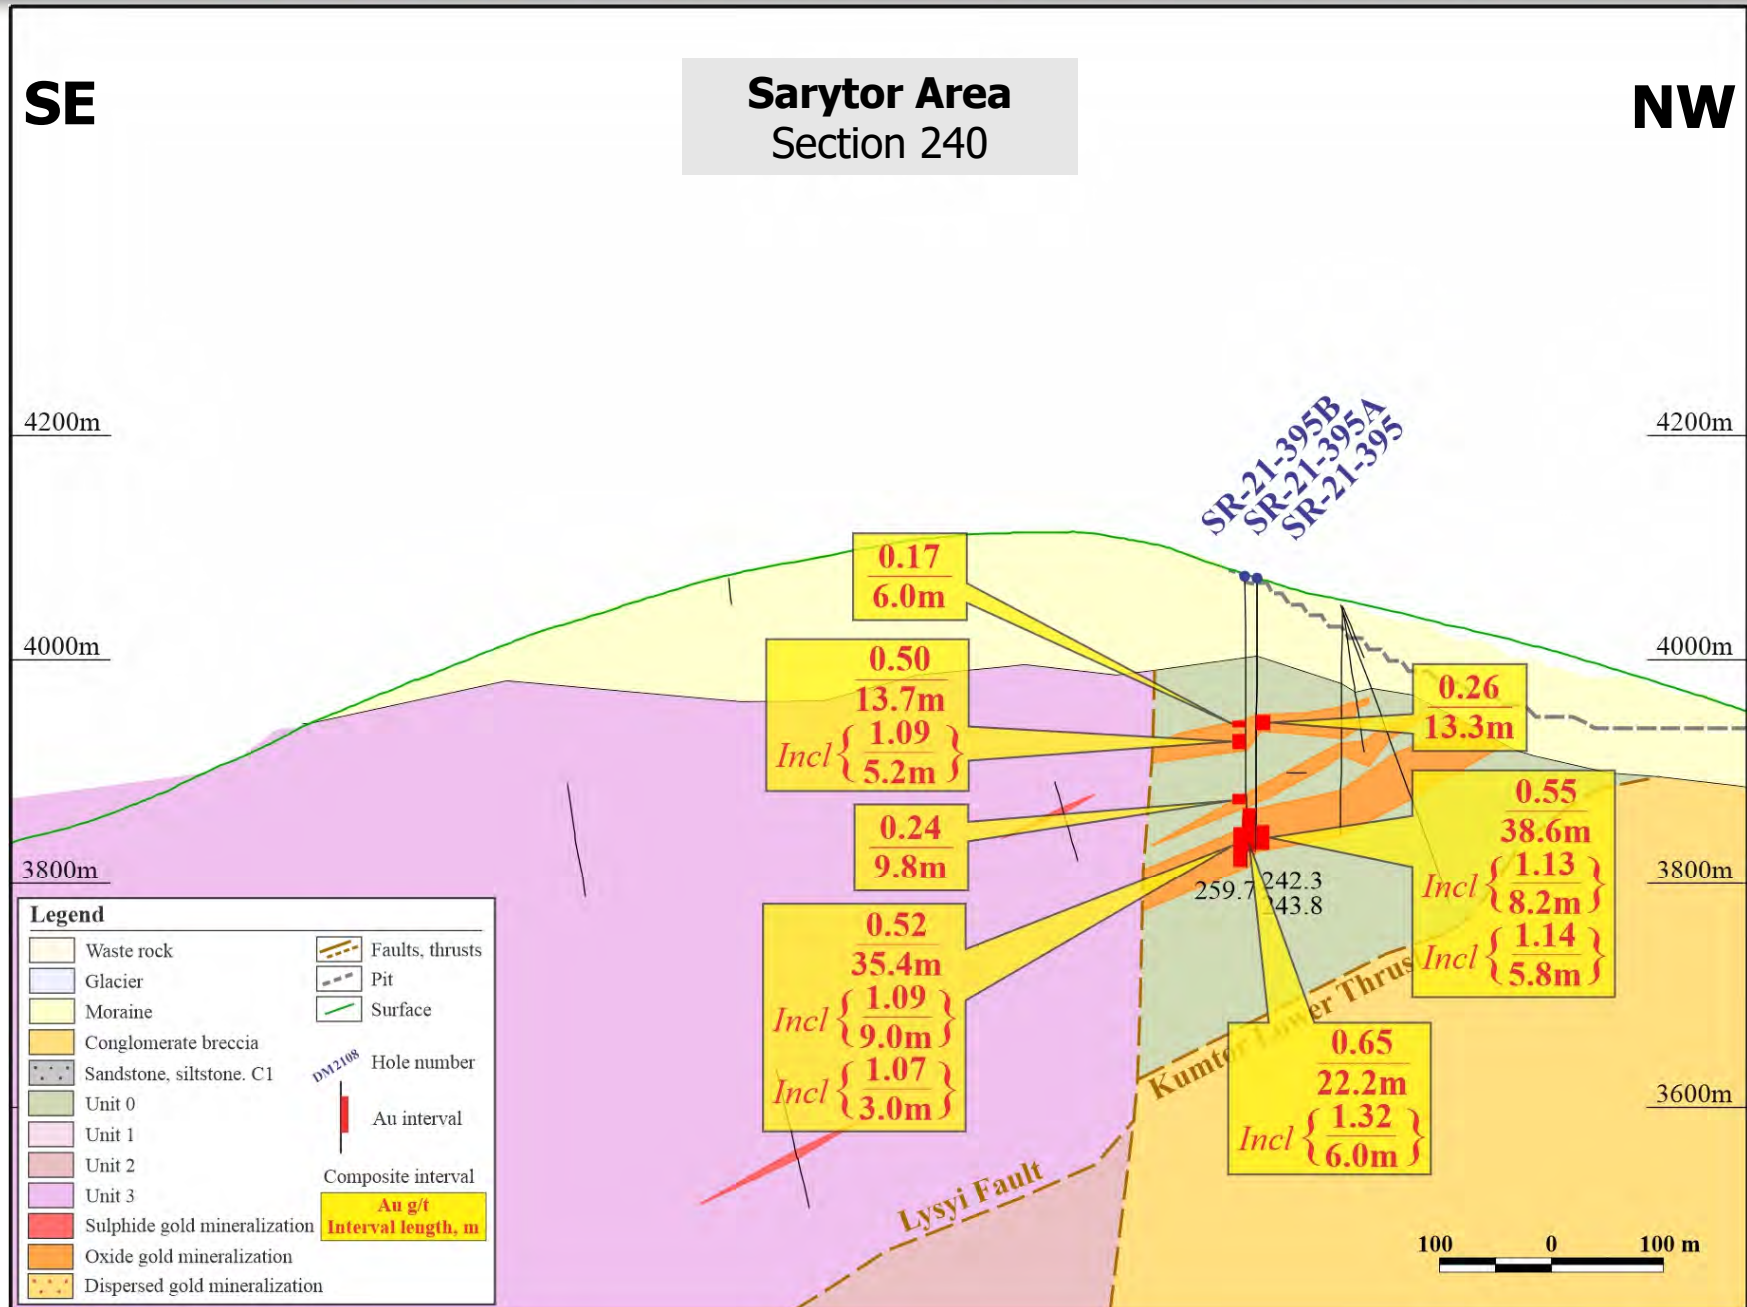 SE
Sarytor Area
Section 240
NW
4200m
4200m
SR-21-395B
SR-21-395A
SR-21-395
0.17
6.0m
4000m
4000m
0.50
13.7m
Incl { 1.09
5.2m }
0.26
13.3m
0.24
9.8m
0.55
38.6m
Incl { 1.13
8.2m }
Incl { 1.14
5.8m }
3800m
3800m
259.7
242.3
243.8
0.52
35.4m
Incl { 1.09
9.0m }
Incl { 1.07
3.0m }
Kumtor Lower Thrus
0.65
22.2m
Incl { 1.32
6.0m }
3600m
Lysyi Fault
Legend
Waste rock
Glacier
Moraine
Conglomerate breccia
Sandstone, siltstone. C1
Unit 0
Unit 1
Unit 2
Unit 3
Sulphide gold mineralization
Oxide gold mineralization
Dispersed gold mineralization
Faults, thrusts
Pit
Surface
DM2108
Hole number
Au interval
Composite interval
Au g/t
Interval length, m
100 0 100 m